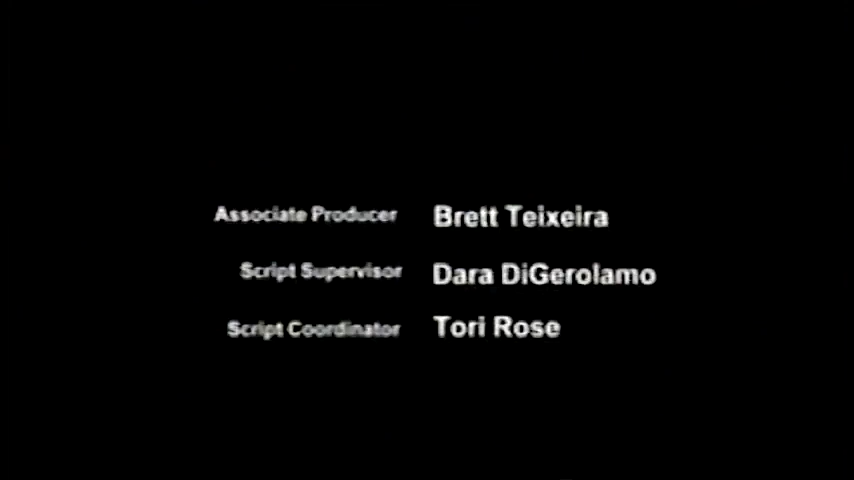 Associate Producer Brett Teixeira
Script Supervisor Dara DiGerolamo
Script Coordinator Tori Rose